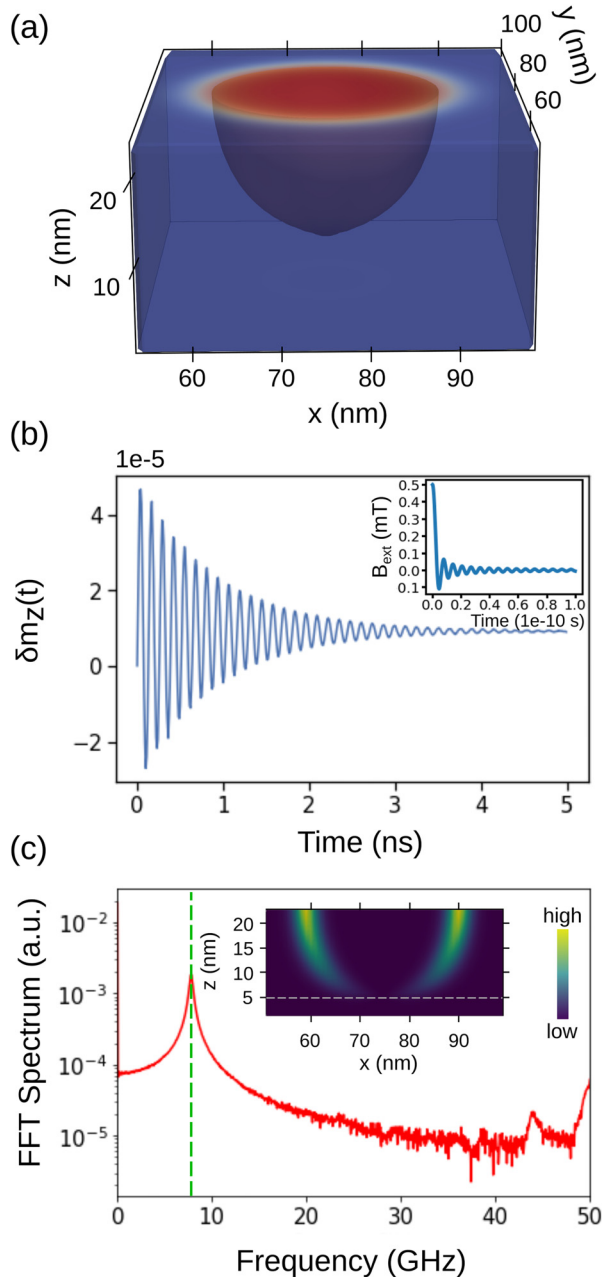 (a)
100
80
60
y (nm)
20
10
z (nm)
60 70 80 90
x (nm)
(b)
1e-5
4
2
0
−2
δmz(t)
0.5
0.4
0.3
0.2
0.1
0.0
0.1
Bext (mT)
0.0 0.2 0.4 0.6 0.8 1.0
Time (1e-10 s)
0 1 2 3 4 5
Time (ns)
(c)
10−2
10−3
10−4
10−5
FFT Spectrum (a.u.)
20
15
10
5
z (nm)
60 70 80 90
x (nm)
high
low
0 10 20 30 40 50
Frequency (GHz)